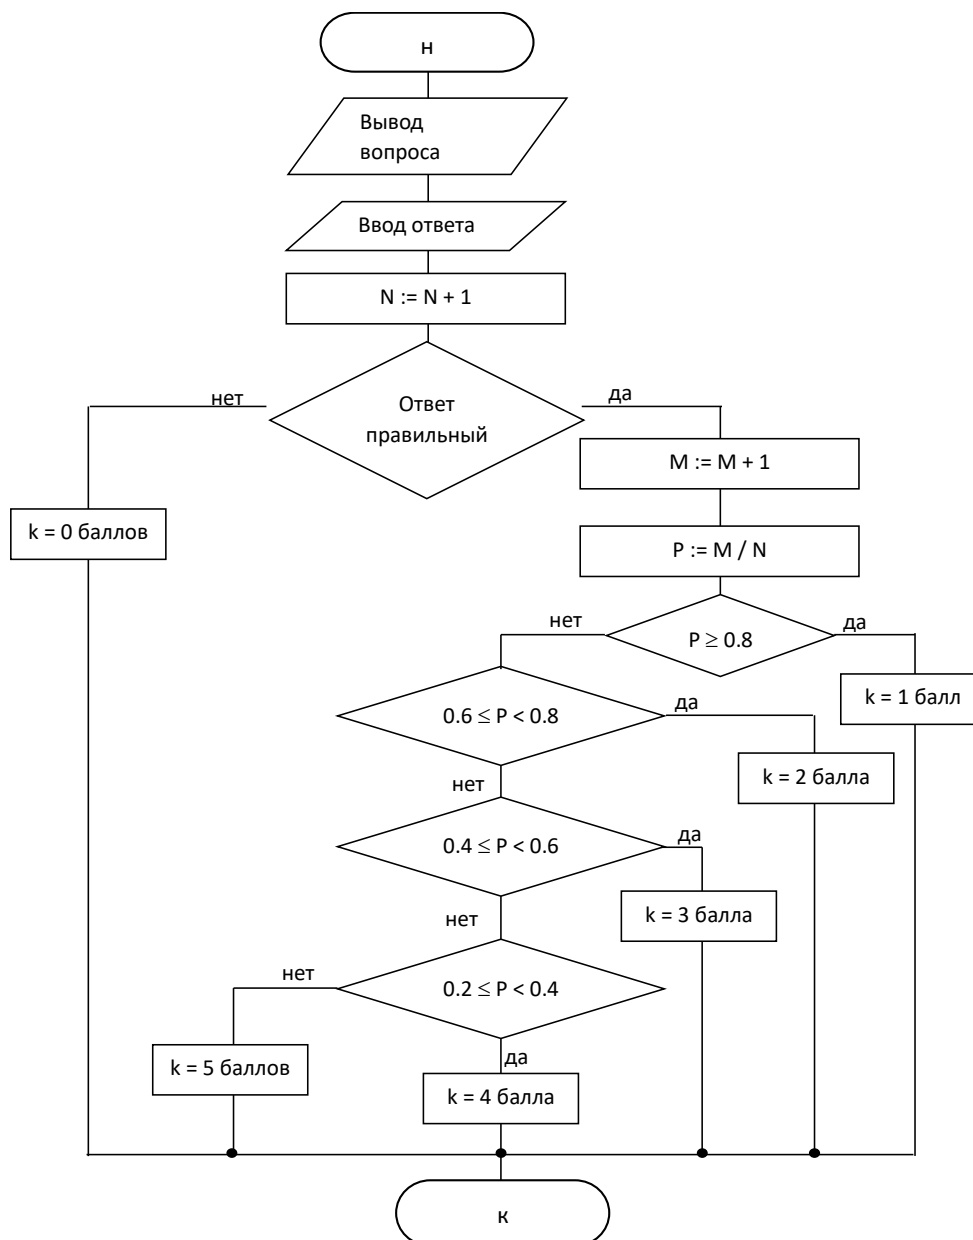 н
Вывод
вопроса
Ввод ответа
N := N + 1
нет
да
Ответ
правильный
M := M + 1
k = 0 баллов
P := M / N
нет
да
P ≥ 0.8
k = 1 балл
да
0.6 ≤ P < 0.8
k = 2 балла
нет
да
0.4 ≤ P < 0.6
k = 3 балла
нет
нет
0.2 ≤ P < 0.4
да
k = 5 баллов
k = 4 балла
к